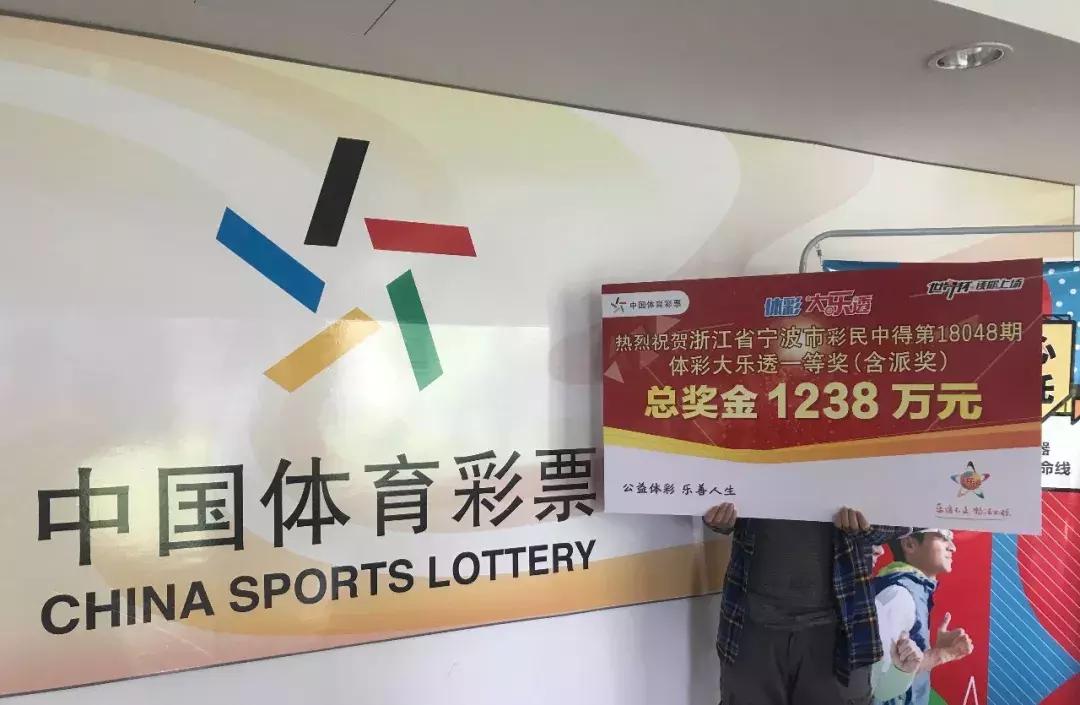 中国体育彩票
CHINA SPORTS LOTTERY
中国体育彩票
体彩 大乐透
热烈祝贺浙江省宁波市彩民中得第18048期
体彩大乐透一等奖（含派奖）
总奖金 1238 万元
公益体彩 乐善人生
命线